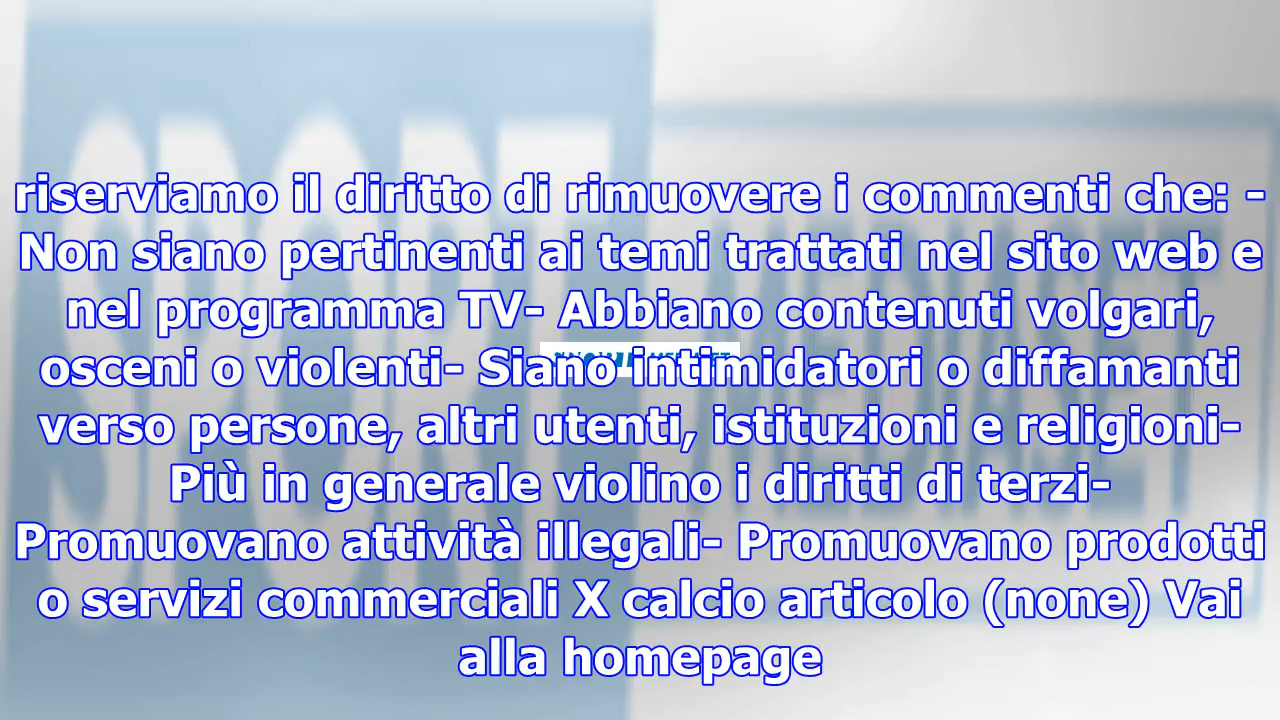 SPORT
MEDIASET
riserviamo il diritto di rimuovere i commenti che: -
Non siano pertinenti ai temi trattati nel sito web e
nel programma TV- Abbiano contenuti volgari,
osceni o violenti- Siano intimidatori o diffamanti
verso persone, altri utenti, istituzioni e religioni-
Più in generale violino i diritti di terzi-
Promuovano attività illegali- Promuovano prodotti
o servizi commerciali X calcio articolo (none) Vai
alla homepage